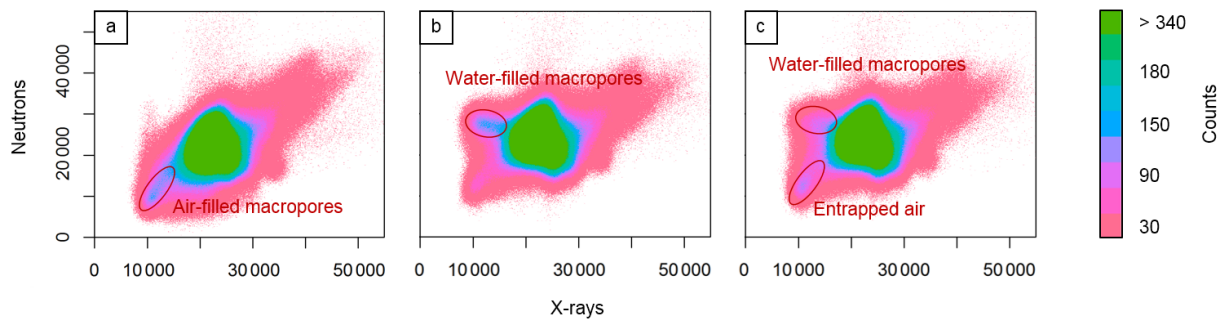 a
b
c
Neutrons
0
20 000
40 000
Air-filled macropores
Water-filled macropores
Water-filled macropores
Entrapped air
0
10 000
30 000
50 000
0
10 000
30 000
50 000
0
10 000
30 000
50 000
X-rays
> 340
180
150
90
30
Counts